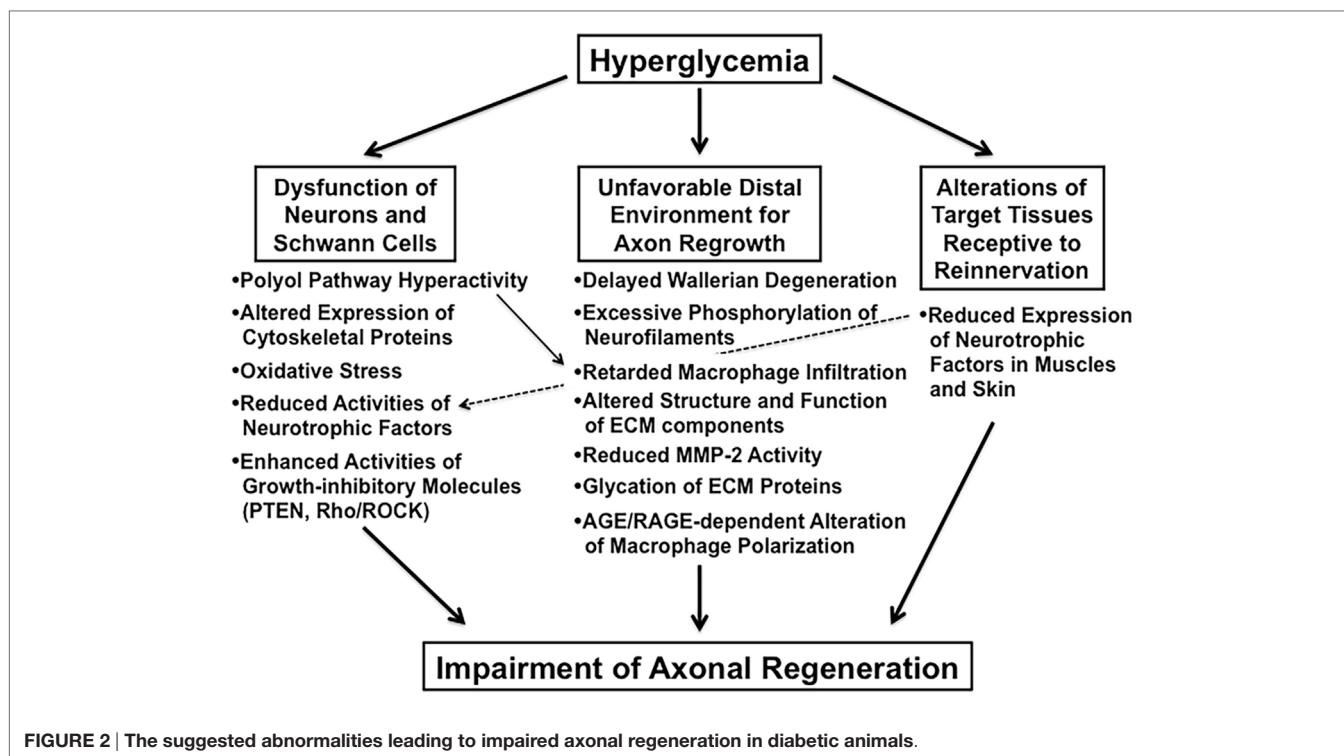 Hyperglycemia
Dysfunction of
Neurons and
Schwann Cells
•Polyol Pathway Hyperactivity
•Altered Expression of
Cytoskeletal Proteins
•Oxidative Stress
•Reduced Activities of
Neurotrophic Factors
•Enhanced Activities of
Growth-inhibitory Molecules
(PTEN, Rho/ROCK)
Unfavorable Distal
Environment for
Axon Regrowth
•Delayed Wallerian Degeneration
•Excessive Phosphorylation of
Neurofilaments
•Retarded Macrophage Infiltration
•Altered Structure and Function
of ECM components
•Reduced MMP-2 Activity
•Glycation of ECM Proteins
•AGE/RAGE-dependent Alteration
of Macrophage Polarization
Alterations of
Target Tissues
Receptive to
Reinnervation
•Reduced Expression
of Neurotrophic
Factors in Muscles
and Skin
Impairment of Axonal Regeneration
FIGURE 2 | The suggested abnormalities leading to impaired axonal regeneration in diabetic animals.